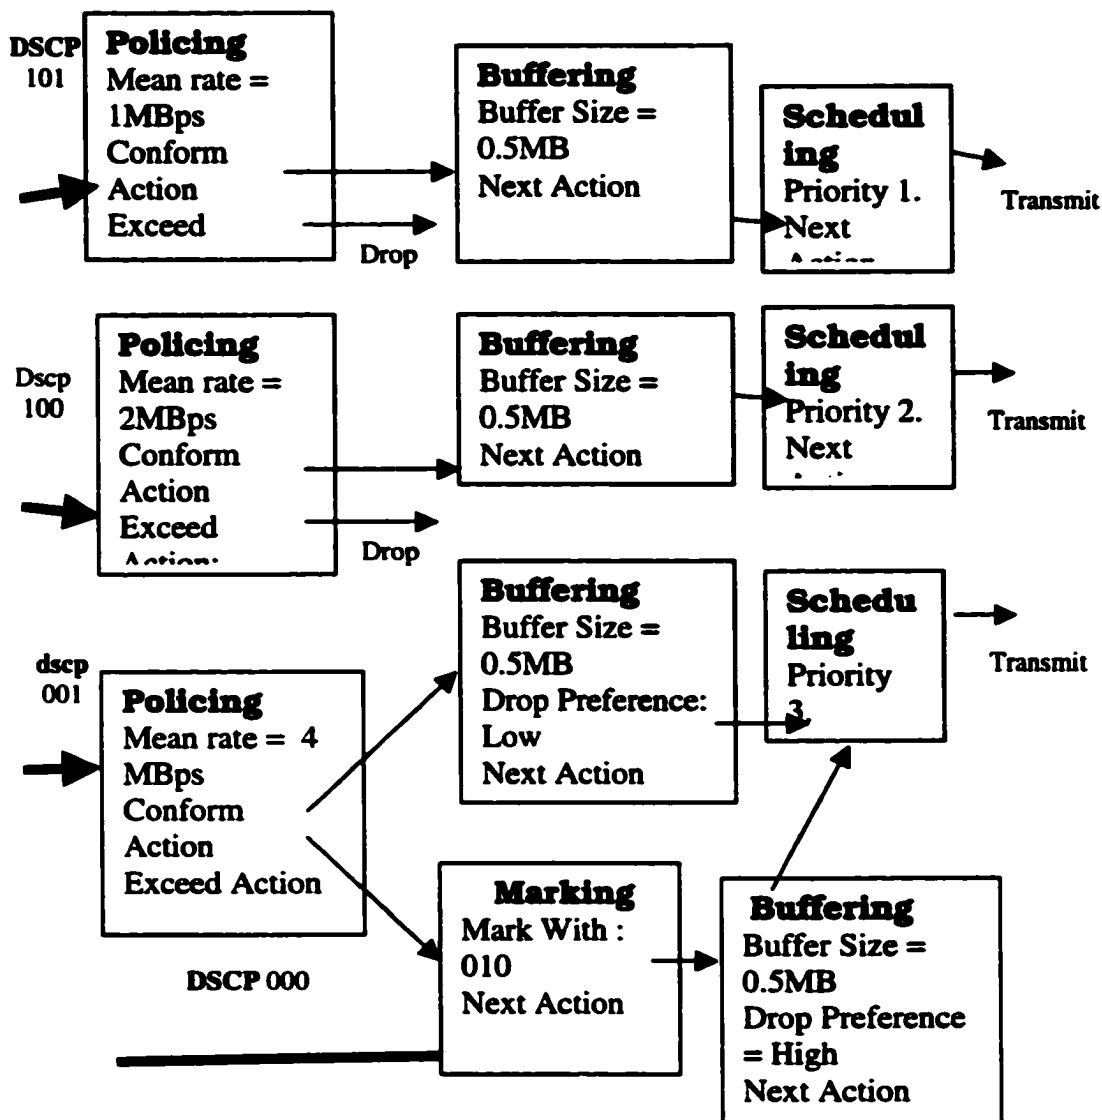 DSCP
101
Policing
Mean rate =
1MBps
Conform
Action
Exceed
Drop
Buffering
Buffer Size =
0.5MB
Next Action
Schedul
ing
Priority 1.
Next
Transmit
Dscp
100
Policing
Mean rate =
2MBps
Conform
Action
Exceed
Action:
Drop
Buffering
Buffer Size =
0.5MB
Next Action
Schedul
ing
Priority 2.
Next
Transmit
dscp
001
Policing
Mean rate = 4
MBps
Conform
Action
Exceed Action
Buffering
Buffer Size =
0.5MB
Drop Preference:
Low
Next Action
Schedu
ling
Priority
3.
Transmit
DSCP 000
Marking
Mark With :
010
Next Action
Buffering
Buffer Size =
0.5MB
Drop Preference
= High
Next Action